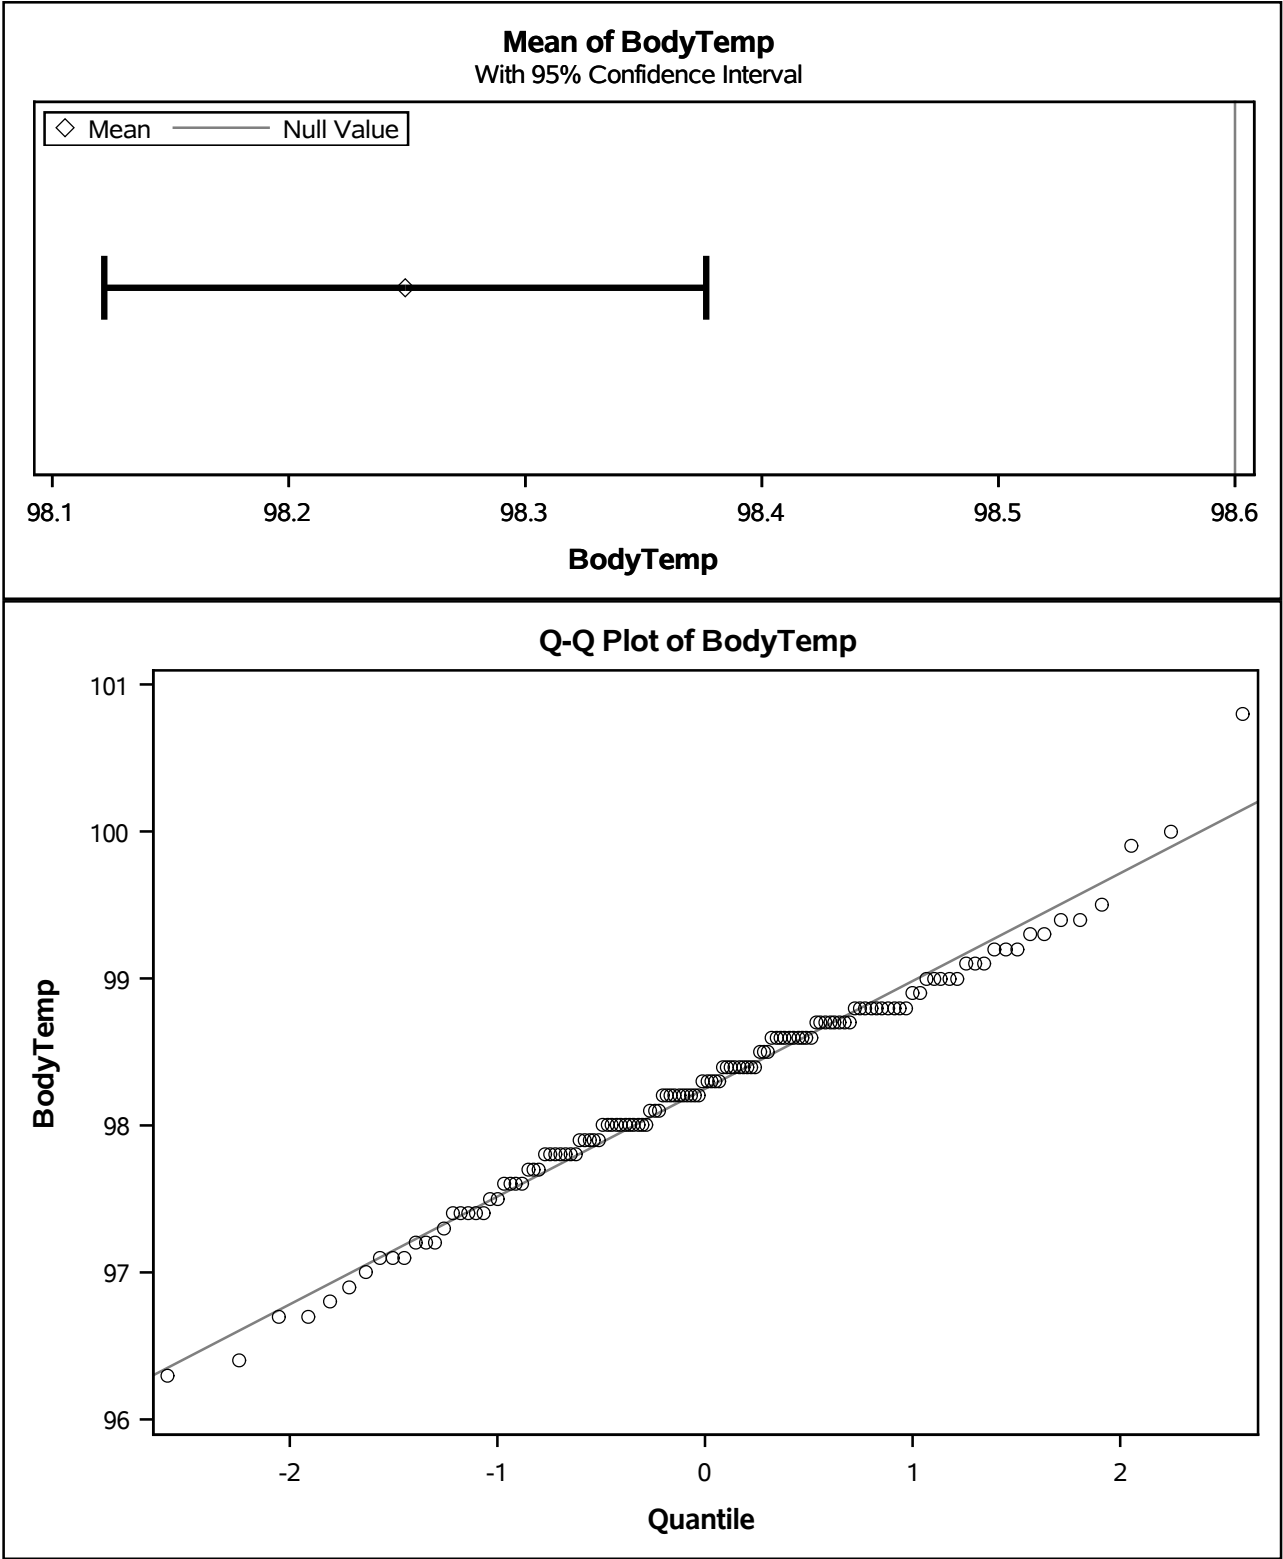 Mean of BodyTemp
With 95% Confidence Interval
Mean Null Value
98.1 98.2 98.3 98.4 98.5 98.6
BodyTemp
Q-Q Plot of BodyTemp
101
100
99
98
97
96
BodyTemp
-2 -1 0 1 2
Quantile